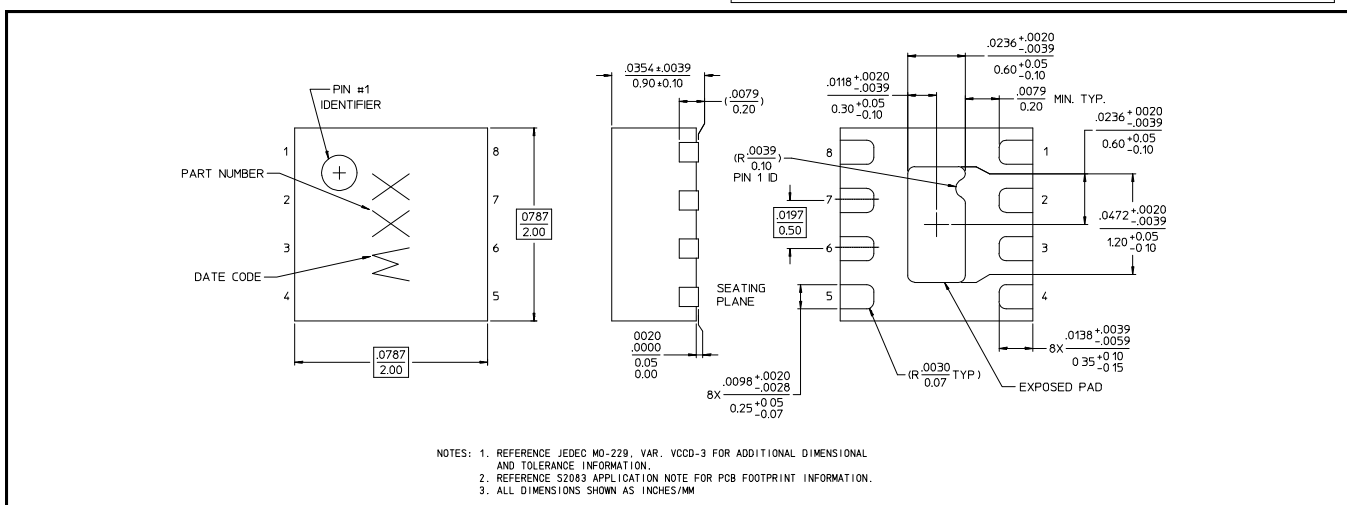 PIN #1
IDENTIFIER
PART NUMBER
DATE CODE
1
2
3
4
8
7
6
5
.0787
2.00
.0787
2.00
.0354±.0039
0.90±0.10
(.0079
0.20)
SEATING
PLANE
0020
.0000
0.05
0.00
.0236 +.0020
-.0039
0.60 +0.05
-0.10
.0118 +.0020
-.0039
0.30 +0.05
-0.10
.0079
0.20 MIN. TYP.
.0236 +.0020
-.0039
0.60 +0.05
-0.10
(R .0039
0.10)
PIN 1 ID
.0197
0.50
8
7
6
5
1
2
3
4
.0472 +.0020
-.0039
1.20 +0.05
-0 10
8X .0138 +.0039
-.0059
0 35 +0 10
-0 15
8X .0098 +.0020
-.0028
0.25 +0 05
-0.07
(R .0030
0.07 TYP)
EXPOSED PAD
NOTES: 1. REFERENCE JEDEC MO-229, VAR. VCCD-3 FOR ADDITIONAL DIMENSIONAL
AND TOLERANCE INFORMATION.
2. REFERENCE S2083 APPLICATION NOTE FOR PCB FOOTPRINT INFORMATION.
3. ALL DIMENSIONS SHOWN AS INCHES/MM